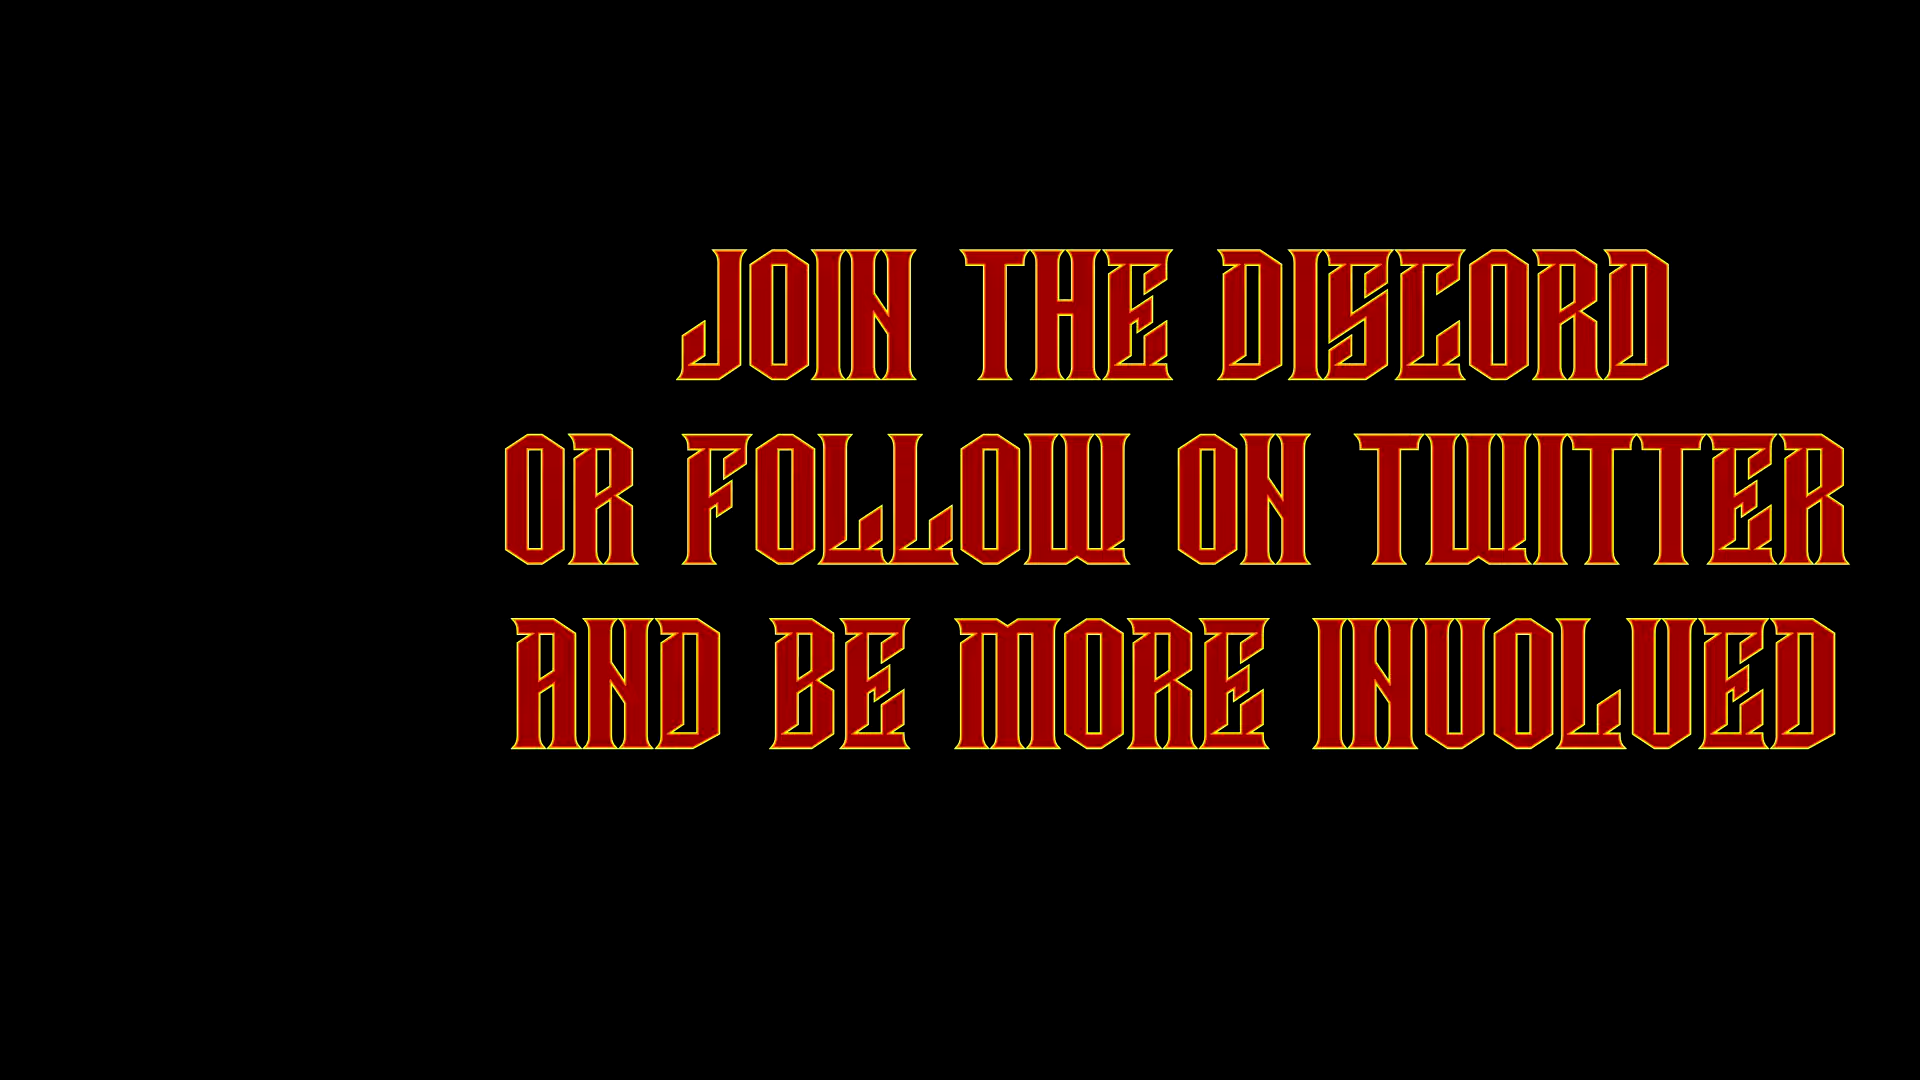 JOIN THE DISCORD
OR FOLLOW ON TWITTER
AND BE MORE INVOLVED